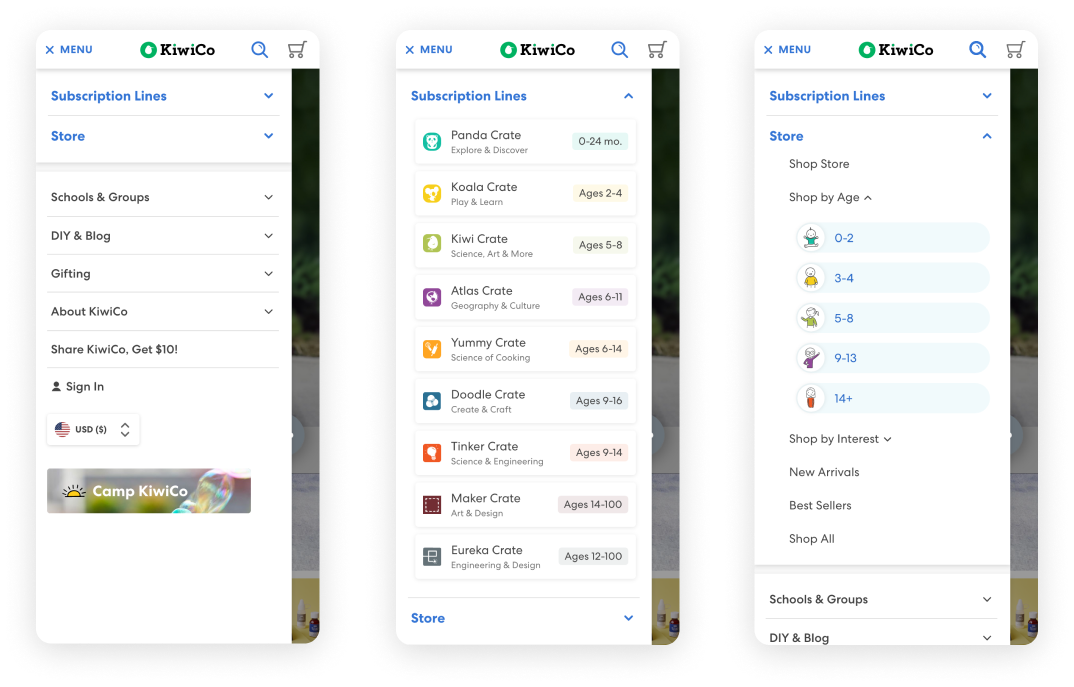 MENU
KiwiCo
Subscription Lines
Store
Schools & Groups
DIY & Blog
Gifting
About KiwiCo
Share KiwiCo, Get $10!
Sign In
USD ($)
Camp KiwiCo
MENU
KiwiCo
Subscription Lines
Panda Crate
Explore & Discover
0-24 mo.
Koala Crate
Play & Learn
Ages 2-4
Kiwi Crate
Science, Art & More
Ages 5-8
Atlas Crate
Geography & Culture
Ages 6-11
Yummy Crate
Science of Cooking
Ages 6-14
Doodle Crate
Create & Craft
Ages 9-16
Tinker Crate
Science & Engineering
Ages 9-14
Maker Crate
Art & Design
Ages 14-100
Eureka Crate
Engineering & Design
Ages 12-100
Store
MENU
KiwiCo
Subscription Lines
Store
Shop Store
Shop by Age
0-2
3-4
5-8
9-13
14+
Shop by Interest
New Arrivals
Best Sellers
Shop All
Schools & Groups
DIY & Blog